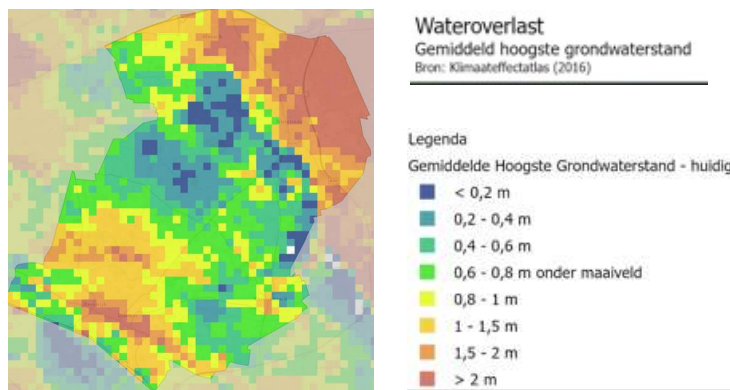 Wateroverlast
Gemiddeld hoogste grondwaterstand
Bron: Klimaateffectatlas (2016)
Legenda
Gemiddelde Hoogste Grondwaterstand - huidig
< 0,2 m
0,2 - 0,4 m
0,4 - 0,6 m
0,6 - 0,8 m onder maaiveld
0,8 - 1 m
1 - 1,5 m
1,5 - 2 m
> 2 m